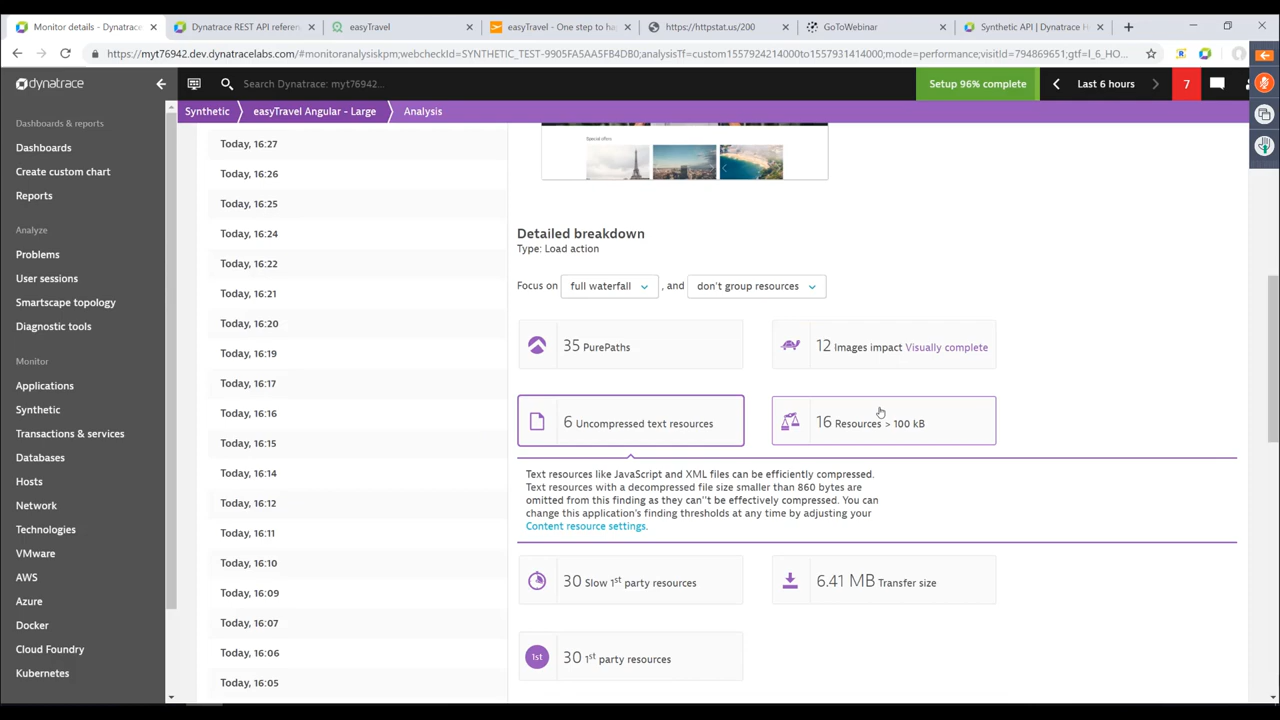 Monitor details - Dynatrace
Dynatrace REST API referen
easyTravel
easyTravel - One step to ha
https://httpstat.us/200
GoToWebinar
Synthetic API | Dynatrace H
https://myt76942.dev.dynatracelabs.com/#monitoranalysiskpm;webcheckId=SYNTHETIC_TEST-9905FA5AA5FB4DB0;analysisTf=custom1557924214000to1557931414000;mode=performance;visitId=794869651;gtf=l_6_HO...
dynatrace
Search Dynatrace: myt76942...
Setup 96% complete
Last 6 hours
7
Synthetic
easyTravel Angular - Large
Analysis
Dashboards & reports
Dashboards
Create custom chart
Reports
Analyze
Problems
User sessions
Smartscape topology
Diagnostic tools
Monitor
Applications
Synthetic
Transactions & services
Databases
Hosts
Network
Technologies
VMware
AWS
Azure
Docker
Cloud Foundry
Kubernetes
Today, 16:27
Today, 16:26
Today, 16:25
Today, 16:24
Today, 16:22
Today, 16:21
Today, 16:20
Today, 16:19
Today, 16:17
Today, 16:16
Today, 16:15
Today, 16:14
Today, 16:12
Today, 16:11
Today, 16:10
Today, 16:09
Today, 16:07
Today, 16:06
Today, 16:05
Special offers
Detailed breakdown
Type: Load action
Focus on full waterfall , and don't group resources
35 PurePaths
12 Images impact Visually complete
6 Uncompressed text resources
16 Resources > 100 kB
Text resources like JavaScript and XML files can be efficiently compressed.
Text resources with a decompressed file size smaller than 860 bytes are
omitted from this finding as they can''t be effectively compressed. You can
change this application's finding thresholds at any time by adjusting your
Content resource settings.
30 Slow 1st party resources
6.41 MB Transfer size
1st
30 1st party resources